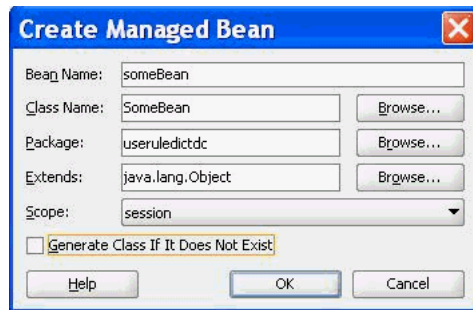 Create Managed Bean
Bean Name: someBean
Class Name: SomeBean Browse...
Package: useruledictdc Browse...
Extends: java.lang.Object Browse...
Scope: session
Generate Class If It Does Not Exist
Help OK Cancel